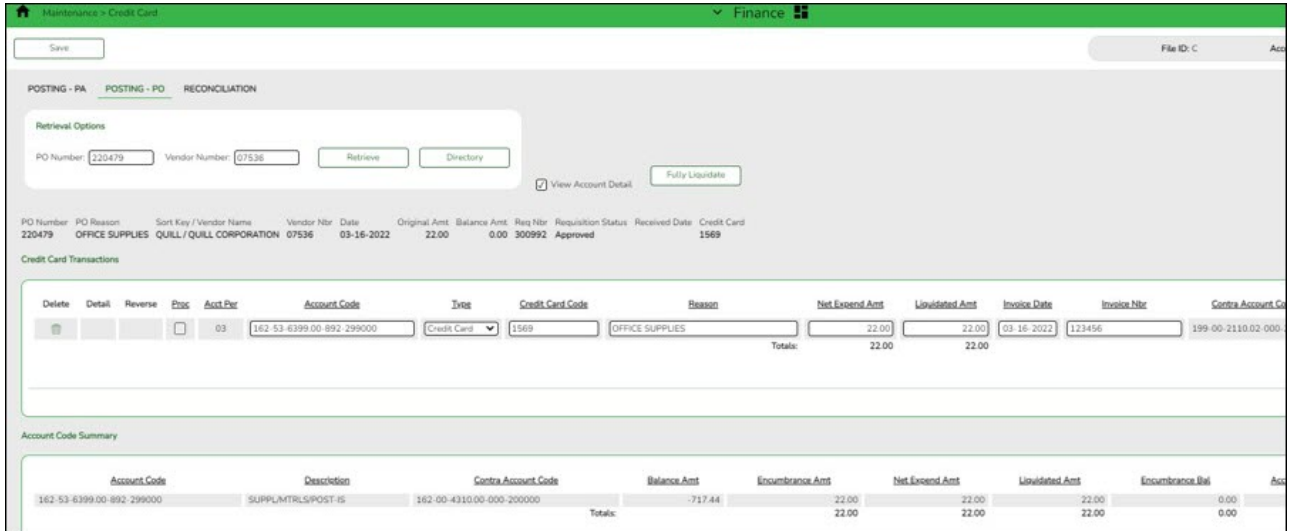 Maintenance > Credit Card
Finance
Save
File ID: C
POSTING - PA POSTING - PO RECONCILIATION
Retrieval Options
PO Number: 220479 Vendor Number: 07536 Retrieve Directory
View Account Detail Fully Liquidate
PO Number PO Reason Sort Key / Vendor Name Vendor Nbr Date Original Amt Balance Amt Req Nbr Requisition Status Received Date Credit Card
220479 OFFICE SUPPLIES QUILL / QUILL CORPORATION 07536 03-16-2022 22.00 0.00 300992 Approved 1569
Credit Card Transactions
Delete Detail Reverse Proc Acct Per Account Code Type Credit Card Code Reason Net Expend Amt Liquidated Amt Invoice Date Invoice Nbr Contra Account
03 162-53-6399.00-892-299000 Credit Card 1569 OFFICE SUPPLIES 22.00 22.00 03-16-2022 123456 199-00-2110.02-000-
Totals: 22.00 22.00
Account Code Summary
Account Code Description Contra Account Code Balance Amt Encumbrance Amt Net Expend Amt Liquidated Amt Encumbrance Bal
162-53-6399.00-892-299000 SUPPL/MTRLS/POST-IS 162-00-4310.00-000-200000 -717.44 22.00 22.00 22.00 0.00
Totals: 22.00 22.00 22.00 0.00